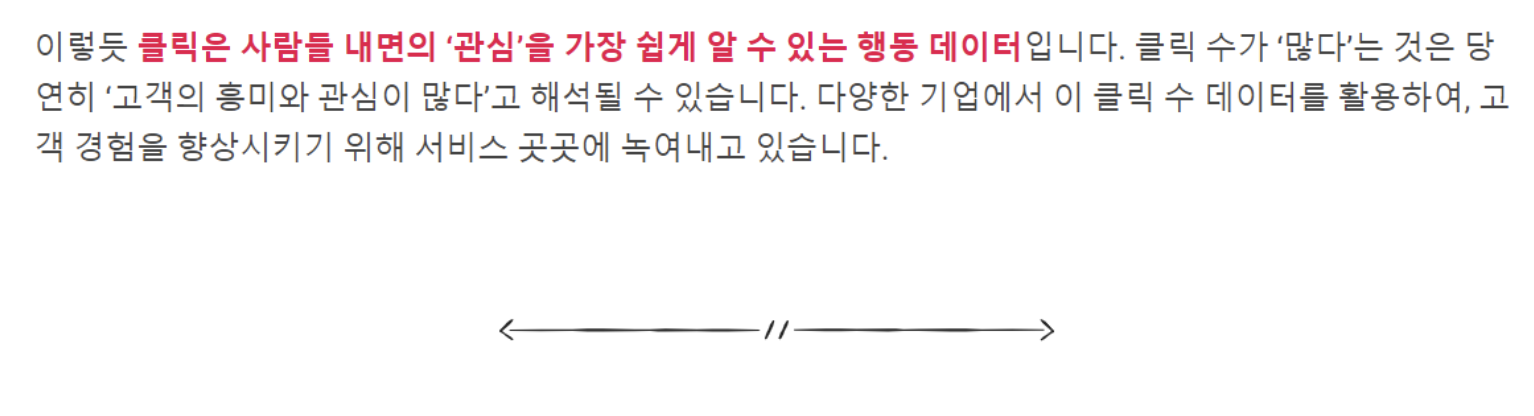 이렇듯 클릭은 사람들 내면의 ‘관심’을 가장 쉽게 알 수 있는 행동 데이터입니다. 클릭 수가 ‘많다’는 것은 당
연히 ‘고객의 흥미와 관심이 많다’고 해석될 수 있습니다. 다양한 기업에서 이 클릭 수 데이터를 활용하여, 고
객 경험을 향상시키기 위해 서비스 곳곳에 녹여내고 있습니다.